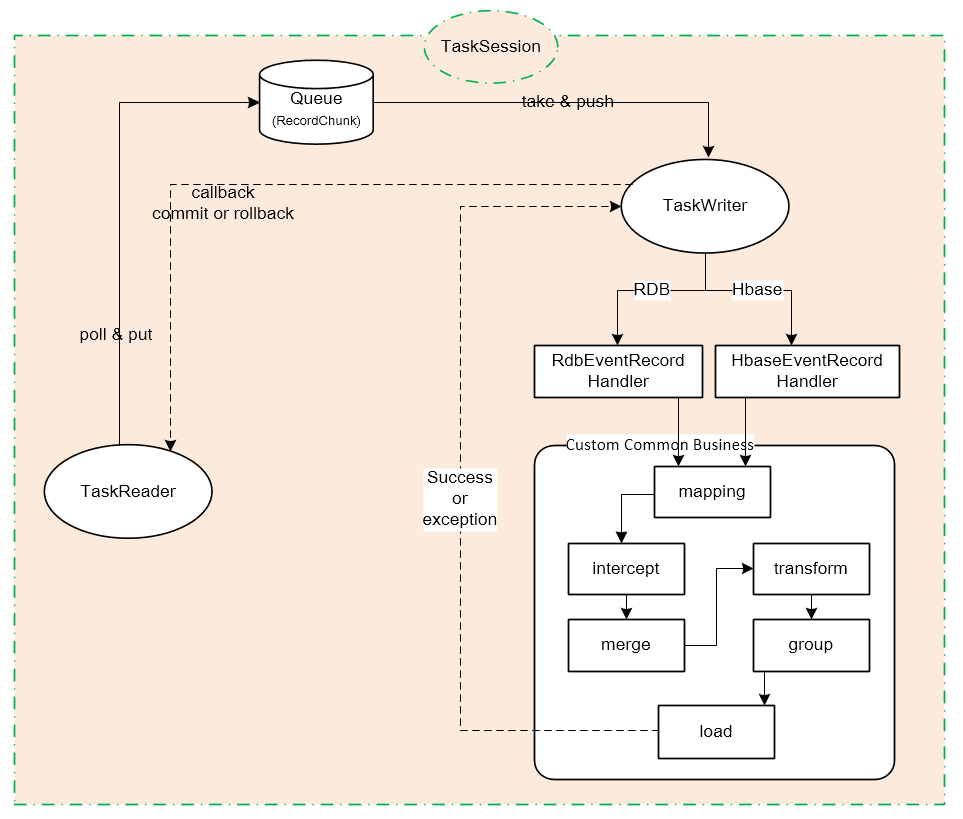 TaskSession
Queue
(RecordChunk)
take & push
callback
commit or rollback
TaskWriter
RDB
Hbase
poll & put
RdbEventRecord
Handler
HbaseEventRecord
Handler
Custom Common Business
TaskReader
Success
or
exception
mapping
intercept
transform
merge
group
load